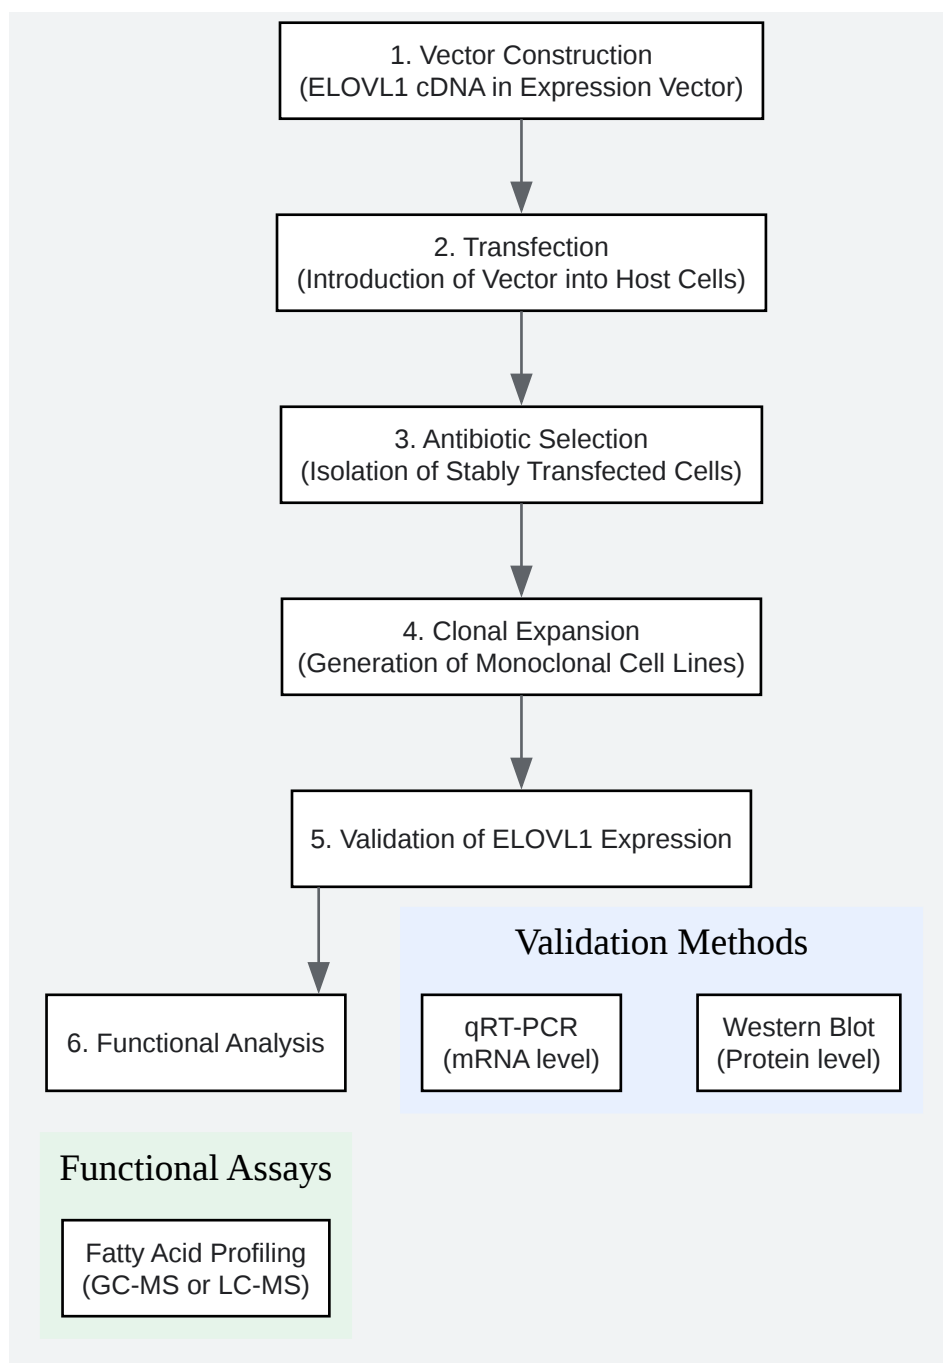 1. Vector Construction
(ELOVL1 cDNA in Expression Vector)
2. Transfection
(Introduction of Vector into Host Cells)
3. Antibiotic Selection
(Isolation of Stably Transfected Cells)
4. Clonal Expansion
(Generation of Monoclonal Cell Lines)
5. Validation of ELOVL1 Expression
Validation Methods
6. Functional Analysis
qRT-PCR
(mRNA level)
Western Blot
(Protein level)
Functional Assays
Fatty Acid Profiling
(GC-MS or LC-MS)